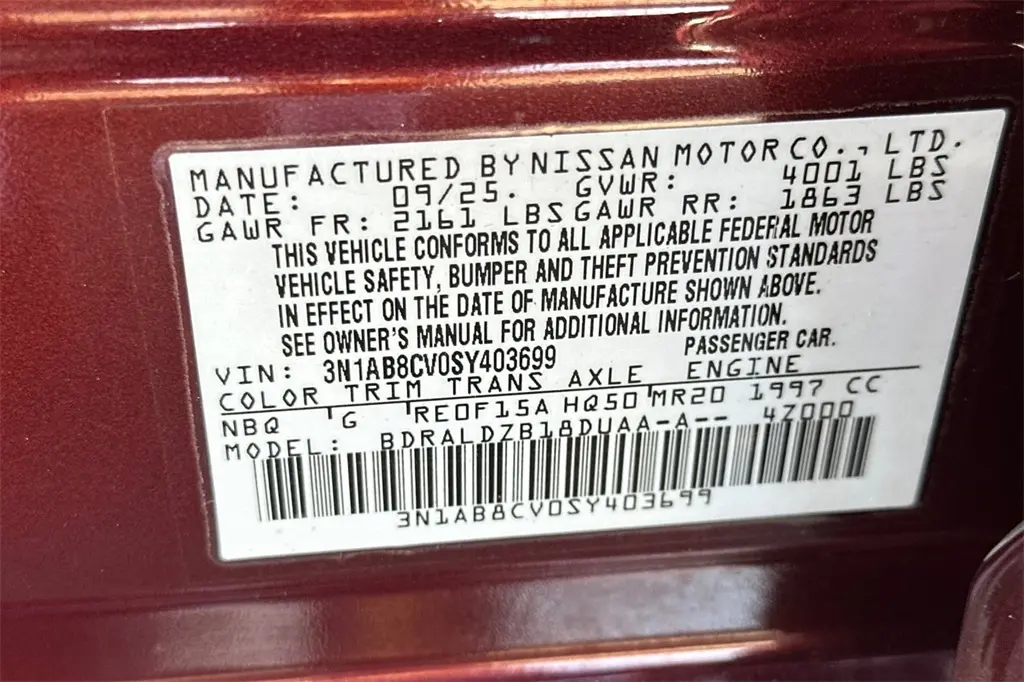 MANUFACTURED BY NISSAN MOTOR CO., LTD.
DATE: 09/25. GVWR: 4001 LBS
GAWR FR: 2161 LBS GAWR RR: 1863 LBS
THIS VEHICLE CONFORMS TO ALL APPLICABLE FEDERAL MOTOR
VEHICLE SAFETY, BUMPER AND THEFT PREVENTION STANDARDS
IN EFFECT ON THE DATE OF MANUFACTURE SHOWN ABOVE.
SEE OWNER'S MANUAL FOR ADDITIONAL INFORMATION.
VIN: 3N1AB8CV0SY403699 PASSENGER CAR.
COLOR TRIM TRANS AXLE ENGINE
NBQ G RE0F15A HQ50 MR20 1997 CC
MODEL: BDRALDZB18DUAA-A-- 4Z000
3N1AB8CV0SY403699